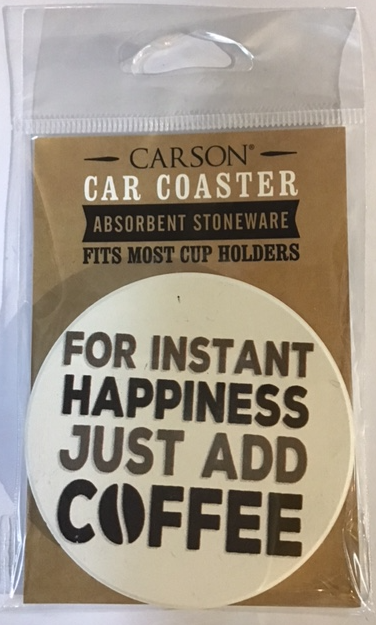 CARSON®
CAR COASTER
ABSORBENT STONEWARE
FITS MOST CUP HOLDERS
FOR INSTANT
HAPPINESS
JUST ADD
COFFEE